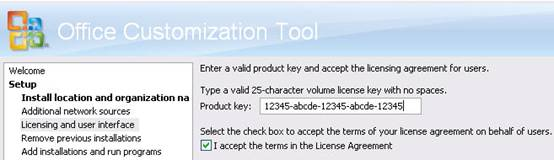 Office Customization Tool
Welcome
Setup
Install location and organization na
Additional network sources
Licensing and user interface
Remove previous installations
Add installations and run programs
Enter a valid product key and accept the licensing agreement for users.
Type a valid 25-character volume license key with no spaces.
Product key: 12345-abcde-12345-abcde-12345
Select the check box to accept the terms of your license agreement on behalf of users.
I accept the terms in the License Agreement